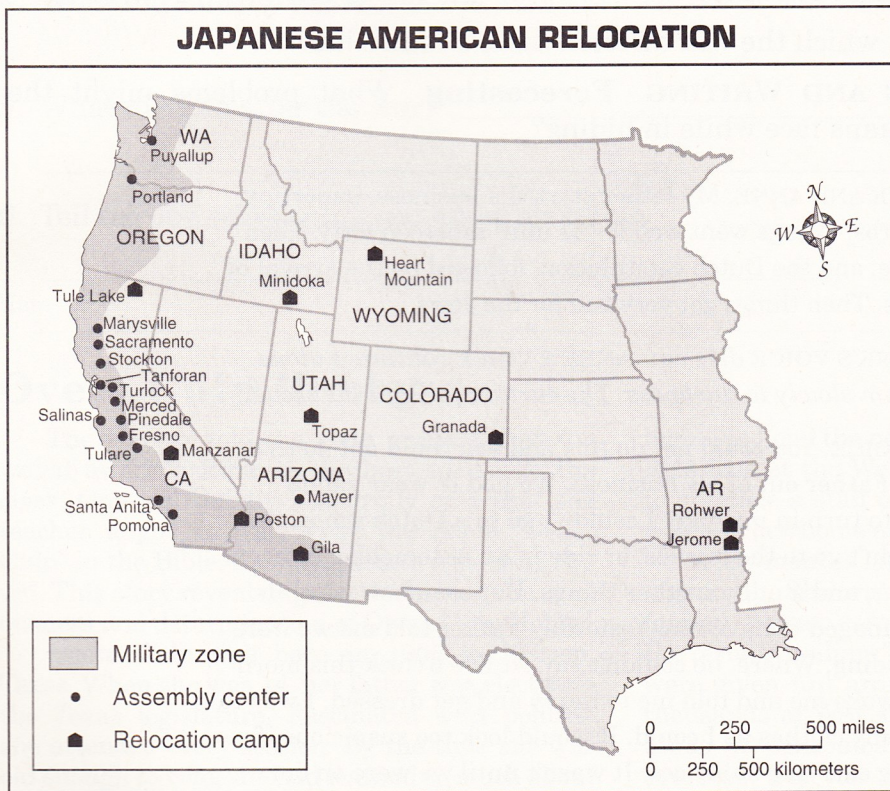 JAPANESE AMERICAN RELOCATION
WA
Puyallup
Portland
OREGON
IDAHO
Minidoka
Heart
Mountain
WYOMING
Tule Lake
Marysville
Sacramento
Stockton
Tanforan
Turlock
Merced
Salinas
Pinedale
Fresno
Tulare
Manzanar
CA
UTAH
Topaz
COLORADO
Granada
ARIZONA
Mayer
Santa Anita
Pomona
Poston
Gila
AR
Rohwer
Jerome
N
W
E
S
Military zone
Assembly center
Relocation camp
0 250 500 miles
0 250 500 kilometers